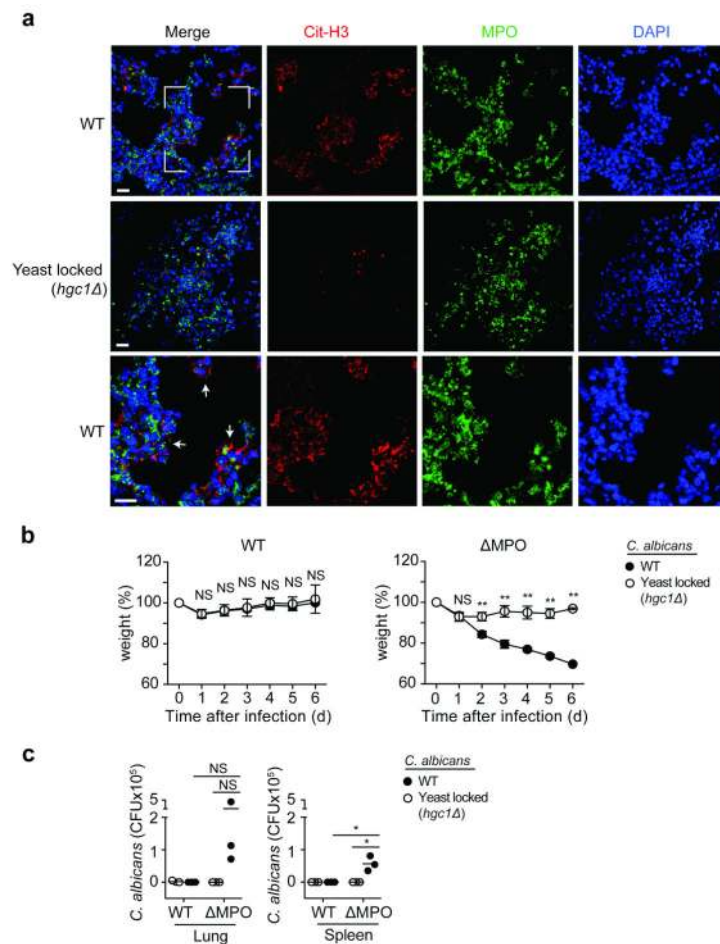 a
Merge Cit-H3 MPO DAPI
WT
Yeast locked
(hgc1Δ)
WT
b
WT
weight (%)
120
100
80
60
NS NS NS NS NS NS
0 1 2 3 4 5 6
Time after infection (d)
ΔMPO
weight (%)
120
100
80
60
NS ** ** ** ** **
0 1 2 3 4 5 6
Time after infection (d)
C. albicans
WT
Yeast locked
(hgc1Δ)
c
C. albicans (CFUx10⁵)
5
2
1
0
NS
NS
WT ΔMPO
Lung
C. albicans (CFUx10⁵)
5
2
1
0
*
*
WT ΔMPO
Spleen
C. albicans
WT
Yeast locked
(hgc1Δ)